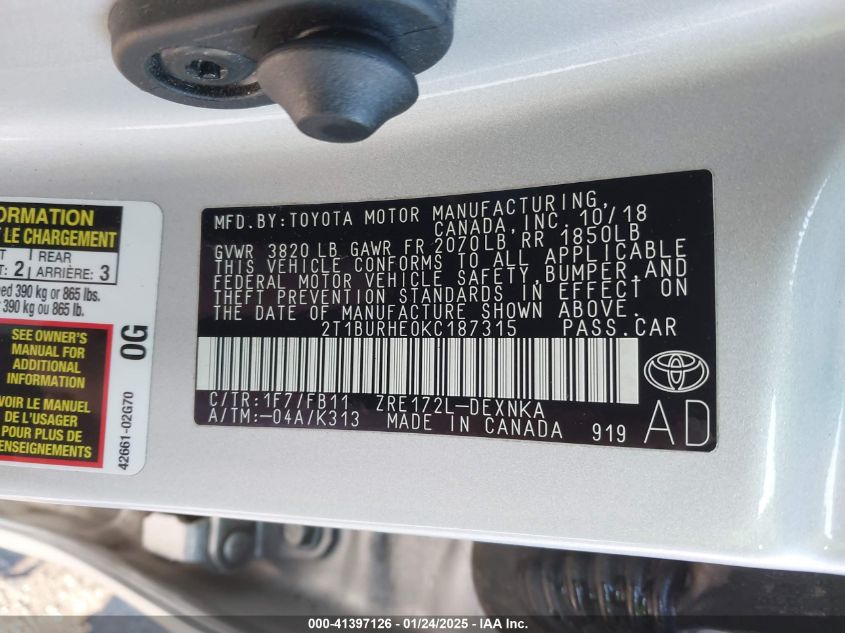 ORMATION
LE CHARGEMENT
REAR
2 ARRIÈRE: 3
390 kg or 865 lbs.
390 kg ou 865 lb.
SEE OWNER'S
MANUAL FOR
ADDITIONAL
INFORMATION
VOIR LE MANUEL
DE L'USAGER
POUR PLUS DE
RENSEIGNEMENTS
0G
42661-02G70
MFD.BY:TOYOTA MOTOR MANUFACTURING,
CANADA,INC. 10/18
GVWR 3820 LB GAWR FR 2070LB, RR 1850LB
THIS VEHICLE CONFORMS TO ALL APPLICABLE
FEDERAL MOTOR VEHICLE SAFETY, BUMPER, AND
THEFT PREVENTION STANDARDS IN EFFECT ON
THE DATE OF MANUFACTURE SHOWN ABOVE.
2T1BURHE0KC187315 PASS.CAR
C/TR:1F7/FB11 ZRE172L-DEXNKA
A/TM:-04A/K313 MADE IN CANADA 919
AD
000-41397126 - 01/24/2025 - IAA Inc.